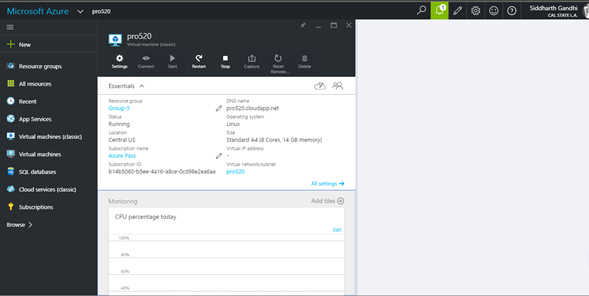 Microsoft Azure pro520
1
Siddharth Gandhi
CAL STATE L.A.
New
Resource groups
All resources
Recent
App Services
Virtual machines (classic)
Virtual machines
SQL databases
SQL
Cloud services (classic)
Subscriptions
Browse
pro520
Virtual machine (classic)
Settings Connect Start Restart Stop Capture Reset Remote... Delete
Essentials
Resource group DNS name
Group-5 pro520.cloudapp.net
Status Operating system
Running Linux
Location Size
Central US Standard A4 (8 Cores, 14 GB memory)
Subscription name Virtual IP address
Azure Pass -
Subscription ID Virtual network/subnet
b14b5060-b5ee-4a16-a8ce-0cd98e2ea6aa pro520
All settings
Monitoring Add tiles
CPU percentage today
Edit
100%
80%
60%
40%